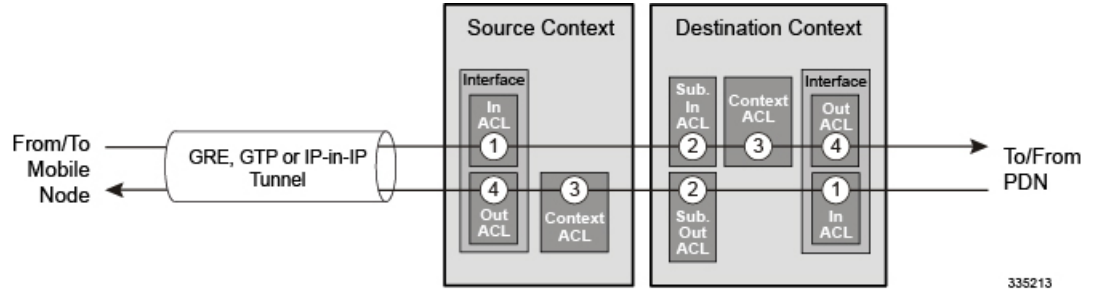 Source Context
Destination Context
Interface
In
ACL
1
Sub.
In
ACL
2
Context
ACL
3
Interface
Out
ACL
4
From/To
Mobile
Node
GRE, GTP or IP-in-IP
Tunnel
To/From
PDN
4
Out
ACL
3
Context
ACL
2
Sub.
Out
ACL
1
In
ACL
335213